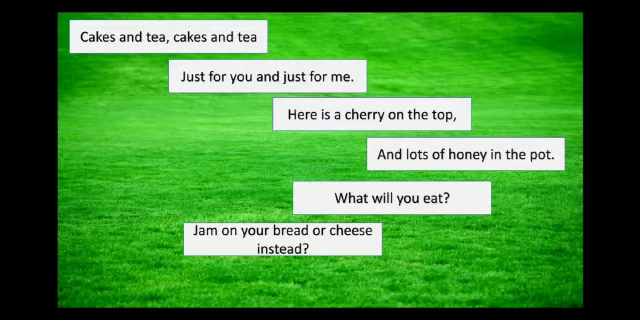 Cakes and tea, cakes and tea
Just for you and just for me.
Here is a cherry on the top,
And lots of honey in the pot.
What will you eat?
Jam on your bread or cheese
instead?